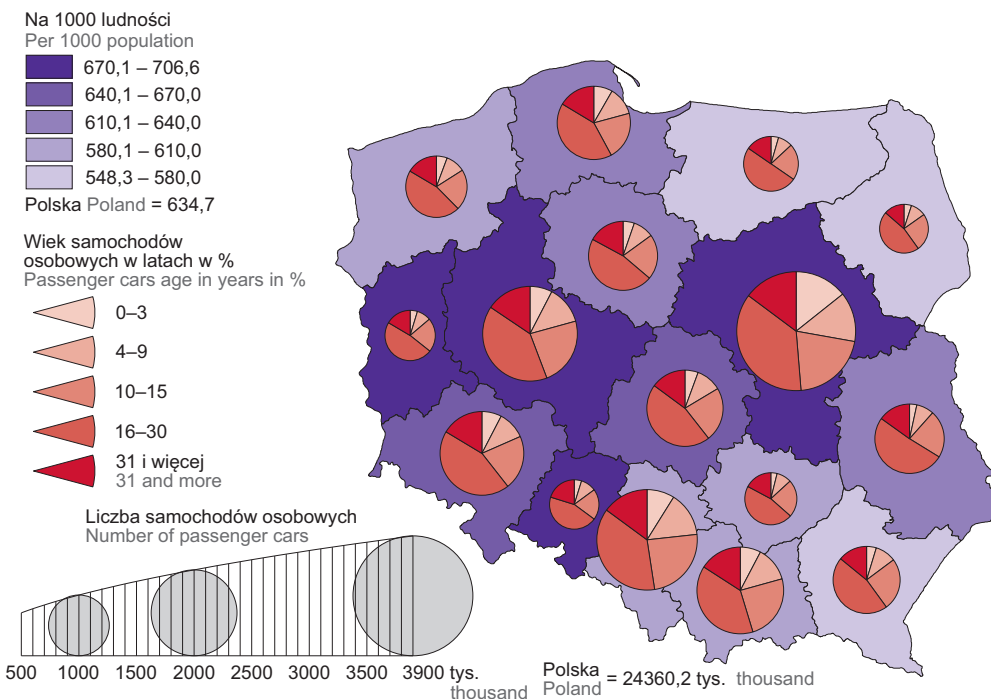 Na 1000 ludności
Per 1000 population
670,1 – 706,6
640,1 – 670,0
610,1 – 640,0
580,1 – 610,0
548,3 – 580,0
Polska Poland = 634,7
Wiek samochodów
osobowych w latach w %
Passenger cars age in years in %
0–3
4–9
10–15
16–30
31 i więcej
31 and more
Liczba samochodów osobowych
Number of passenger cars
500 1000 1500 2000 2500 3000 3500 3900 tys.
thousand
Polska
Poland = 24360,2 tys. thousand